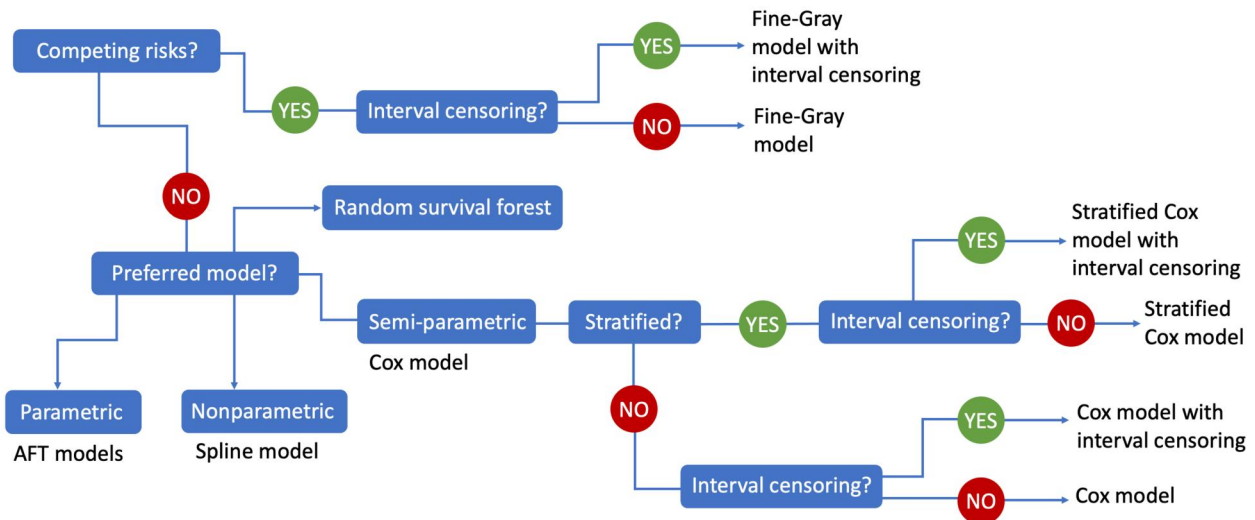 Competing risks?
YES
Interval censoring?
YES
Fine-Gray
model with
interval censoring
NO
Fine-Gray
model
NO
Random survival forest
Preferred model?
Semi-parametric
Cox model
Stratified?
YES
Interval censoring?
YES
Stratified Cox
model with
interval censoring
NO
Stratified
Cox model
Parametric
AFT models
Nonparametric
Spline model
NO
Interval censoring?
YES
Cox model with
interval censoring
NO
Cox model